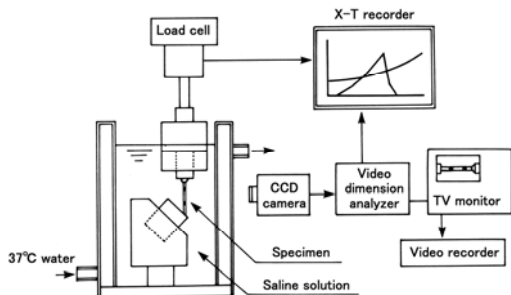 X-T recorder
Load cell
CCD
camera
Video
dimension
analyzer
TV monitor
Video recorder
Specimen
37℃ water
Saline solution